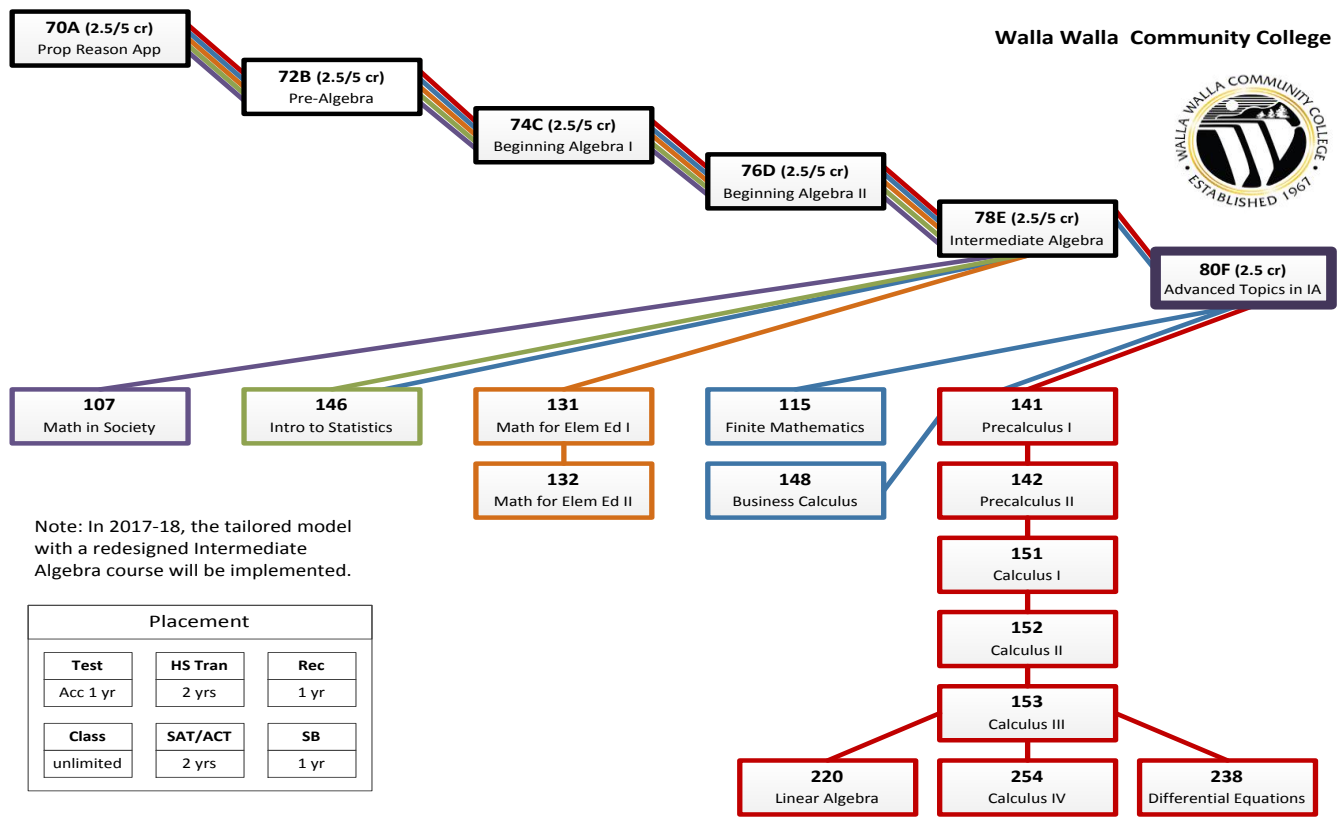 70A (2.5/5 cr)
Prop Reason App
Walla Walla  Community College
72B (2.5/5 cr)
Pre-Algebra
WALLA WALLA COMMUNITY COLLEGE
• ESTABLISHED 1967 •
74C (2.5/5 cr)
Beginning Algebra I
76D (2.5/5 cr)
Beginning Algebra II
78E (2.5/5 cr)
Intermediate Algebra
80F (2.5 cr)
Advanced Topics in IA
107
Math in Society
146
Intro to Statistics
131
Math for Elem Ed I
115
Finite Mathematics
141
Precalculus I
132
Math for Elem Ed II
148
Business Calculus
142
Precalculus II
Note: In 2017-18, the tailored model
with a redesigned Intermediate
Algebra course will be implemented.
151
Calculus I
152
Calculus II
153
Calculus III
220
Linear Algebra
254
Calculus IV
238
Differential Equations
Placement
Test
Acc 1 yr
HS Tran
2 yrs
Rec
1 yr
Class
unlimited
SAT/ACT
2 yrs
SB
1 yr